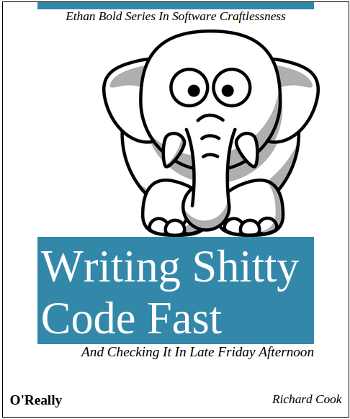 Ethan Bold Series In Software Craftlessness
Writing Shitty
Code Fast
And Checking It In Late Friday Afternoon
O'Really
Richard Cook